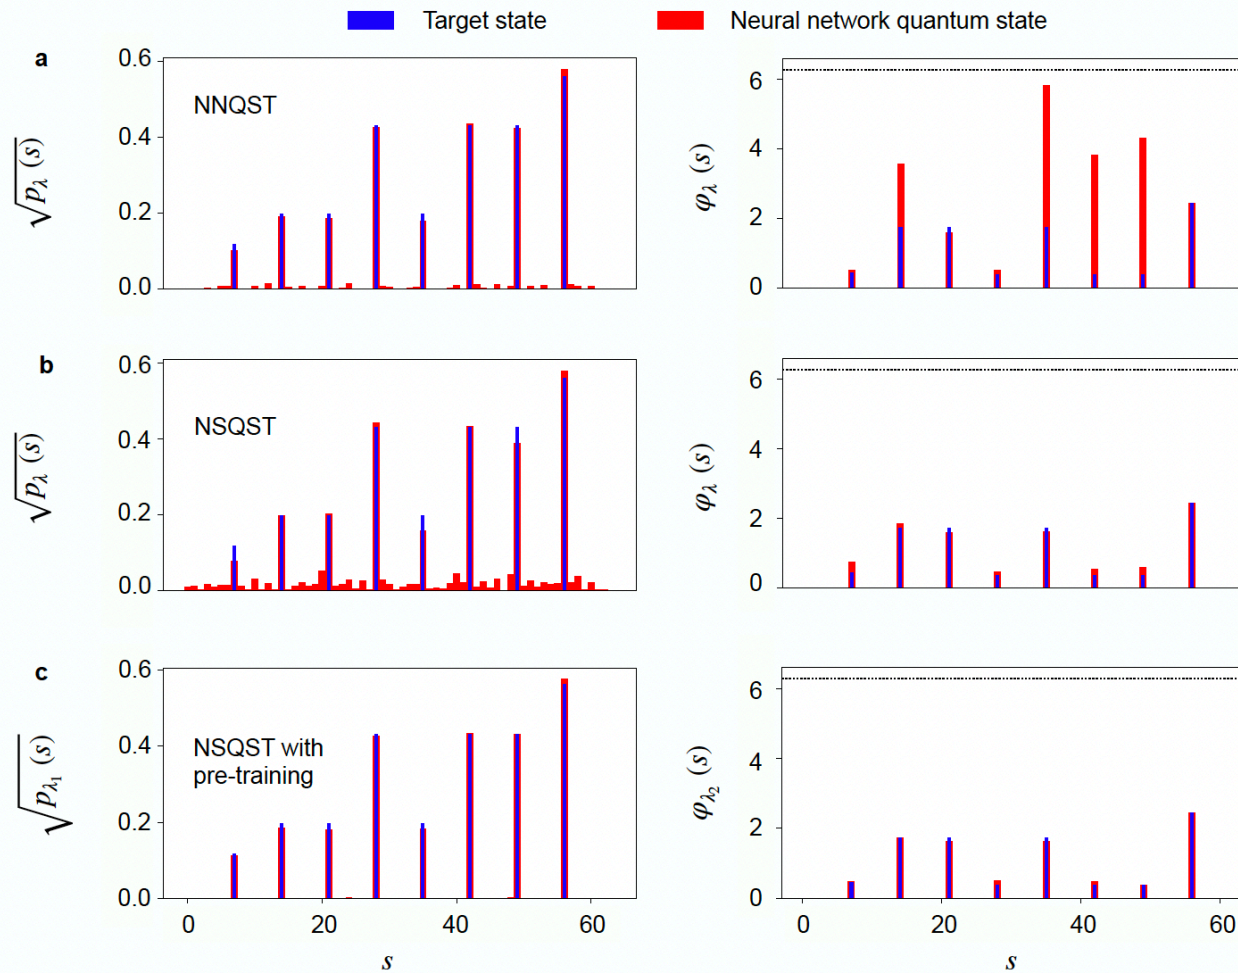 Target state
Neural network quantum state
a
0.6
0.4
0.2
0.0
√pλ(s)
NNQST
6
4
2
0
φλ(s)
b
0.6
0.4
0.2
0.0
√pλ(s)
NSQST
6
4
2
0
φλ(s)
c
0.6
0.4
0.2
0.0
√pλ₁(s)
NSQST with
pre-training
0 20 40 60
s
6
4
2
0
φλ₂(s)
0 20 40 60
s